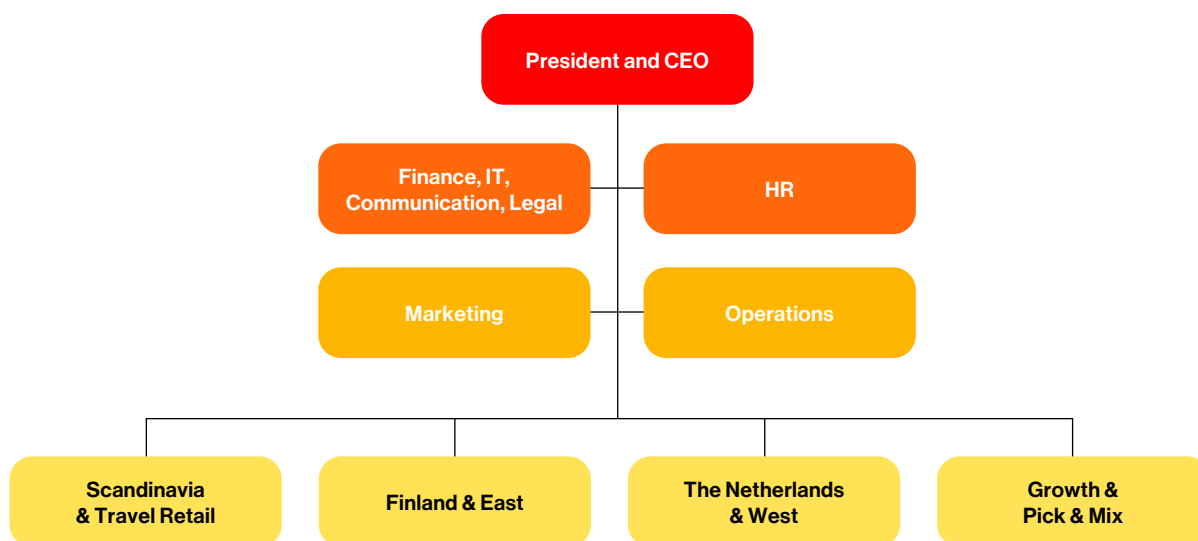 President and CEO
Finance, IT,
Communication, Legal
HR
Marketing
Operations
Scandinavia
& Travel Retail
Finland & East
The Netherlands
& West
Growth &
Pick & Mix